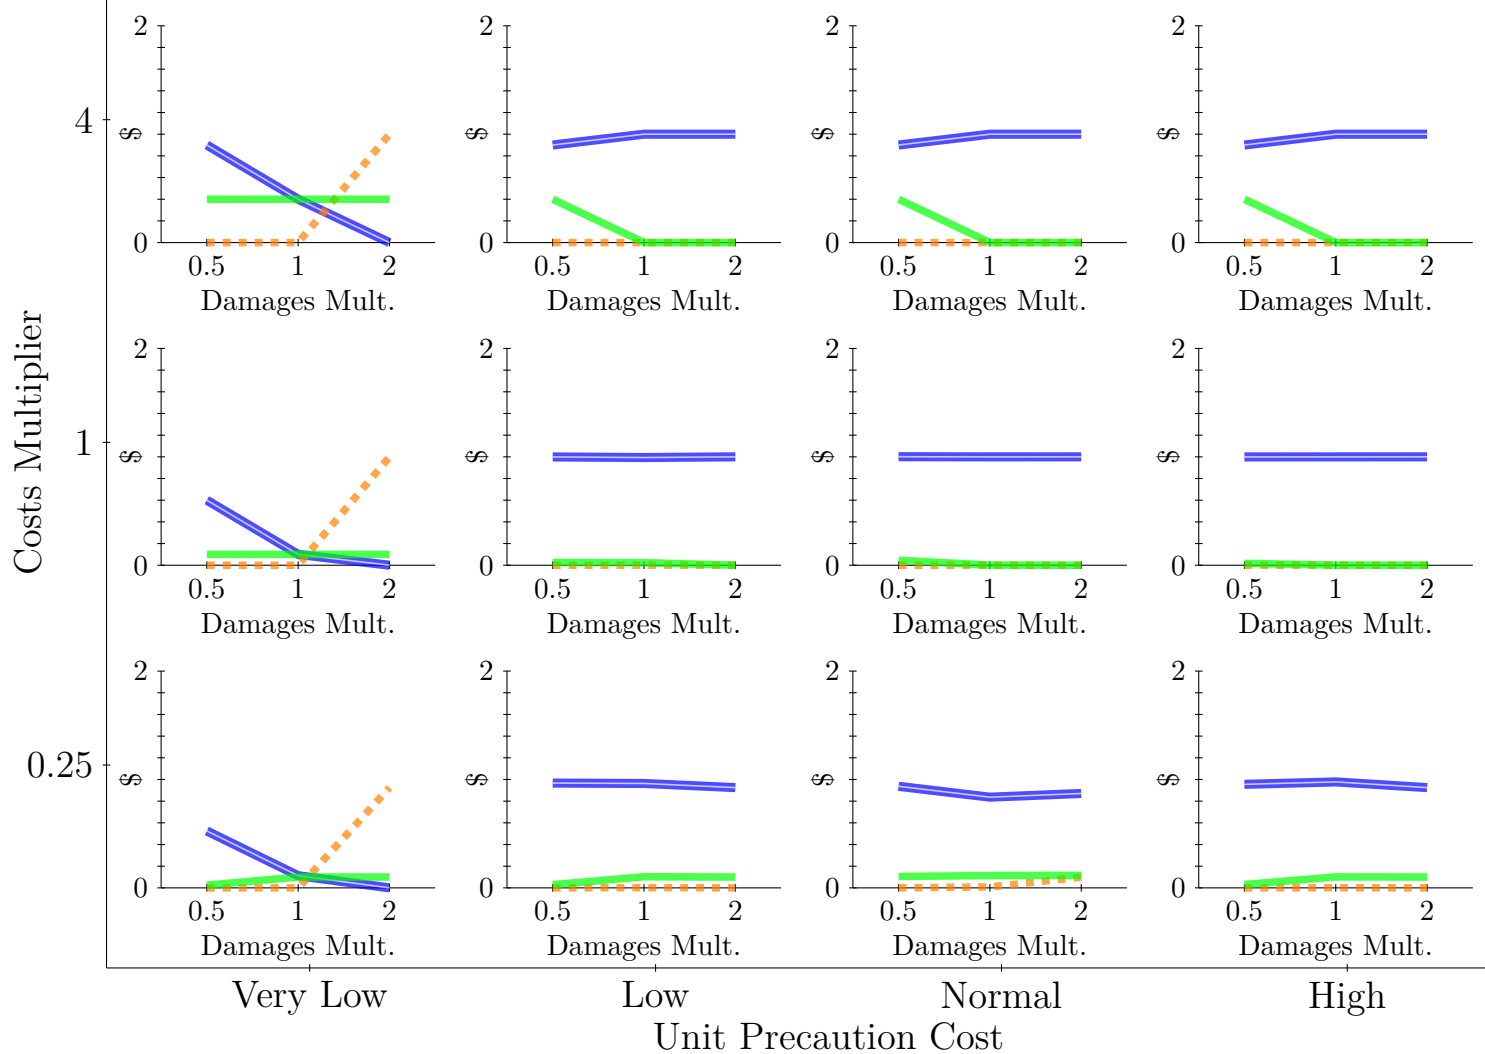 2 2 2 2
4 $ $ $ $
0 0 0 0
0.5 1 2 0.5 1 2 0.5 1 2 0.5 1 2
Damages Mult. Damages Mult. Damages Mult. Damages Mult.
Costs Multiplier
2 2 2 2
1 $ $ $ $
0 0 0 0
0.5 1 2 0.5 1 2 0.5 1 2 0.5 1 2
Damages Mult. Damages Mult. Damages Mult. Damages Mult.
2 2 2 2
0.25 $ $ $ $
0 0 0 0
0.5 1 2 0.5 1 2 0.5 1 2 0.5 1 2
Damages Mult. Damages Mult. Damages Mult. Damages Mult.
Very Low Low Normal High
Unit Precaution Cost